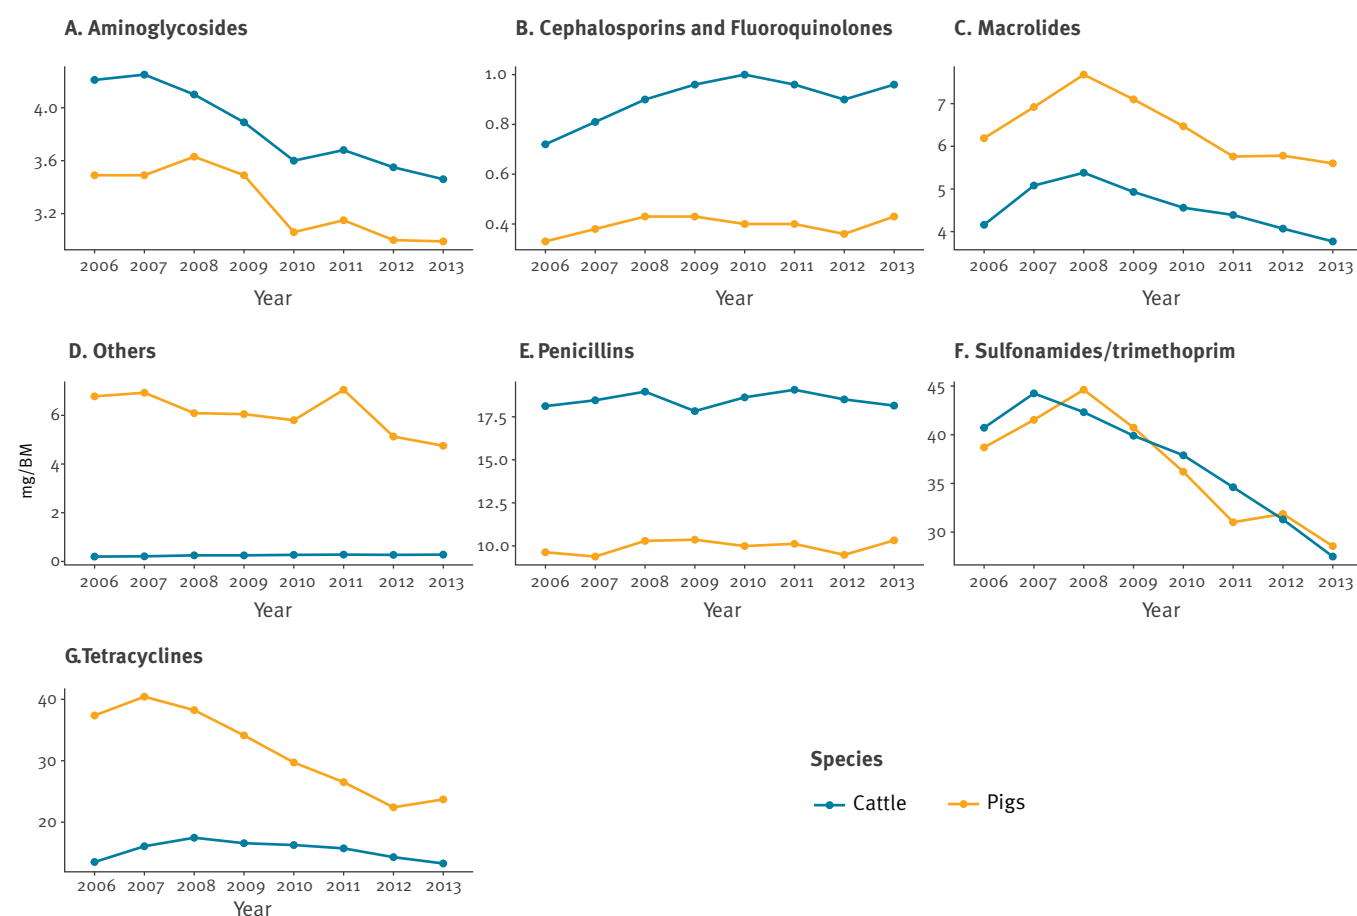 A. Aminoglycosides
4.0
3.6
3.2
2006 2007 2008 2009 2010 2011 2012 2013
Year
B. Cephalosporins and Fluoroquinolones
1.0
0.8
0.6
0.4
2006 2007 2008 2009 2010 2011 2012 2013
Year
C. Macrolides
7
6
5
4
2006 2007 2008 2009 2010 2011 2012 2013
Year
D. Others
mg/BM
6
4
2
0
2006 2007 2008 2009 2010 2011 2012 2013
Year
E. Penicillins
17.5
15.0
12.5
10.0
2006 2007 2008 2009 2010 2011 2012 2013
Year
F. Sulfonamides/trimethoprim
45
40
35
30
2006 2007 2008 2009 2010 2011 2012 2013
Year
G.Tetracyclines
40
30
20
2006 2007 2008 2009 2010 2011 2012 2013
Year
Species
Cattle Pigs